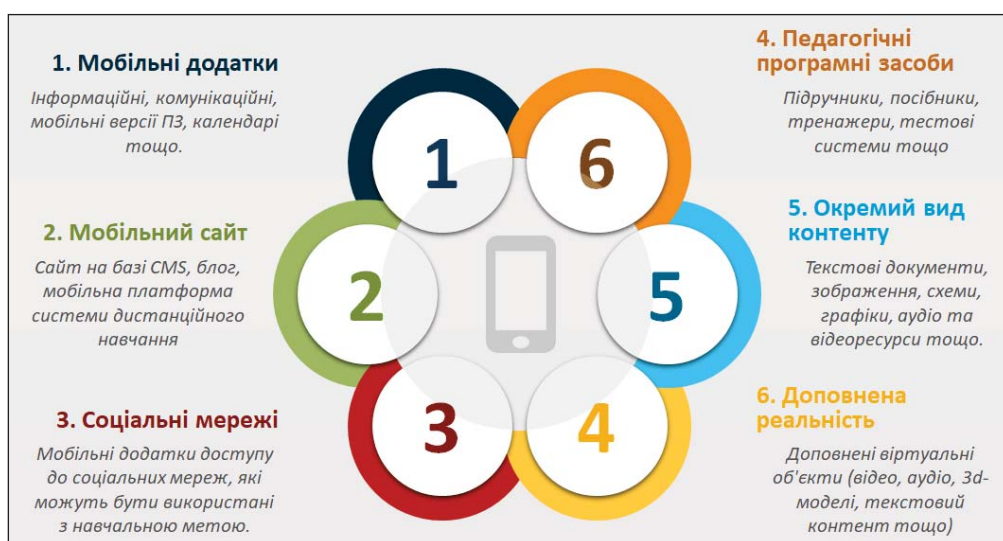 1. Мобільні додатки
Інформаційні, комунікаційні,
мобільні версії ПЗ, календарі
тощо.
2. Мобільний сайт
Сайт на базі CMS, блог,
мобільна платформа
системи дистанційного
навчання
3. Соціальні мережі
Мобільні додатки доступу
до соціальних мереж, які
можуть бути використані
з навчальною метою.
1
6
2
5
3
4
4. Педагогічні
програмні засоби
Підручники, посібники,
тренажери, тестові
системи тощо
5. Окремий вид
контенту
Текстові документи,
зображення, схеми,
графіки, аудіо та
відеоресурси тощо.
6. Доповнена
реальність
Доповнені віртуальні
об'єкти (відео, аудіо, 3d-
моделі, текстовий
контент тощо)